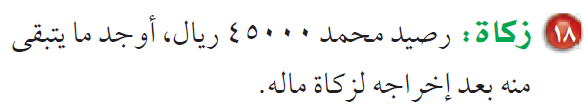 ١٨ زكاة: رصيد محمد ٤٥٠٠٠ ريال، أوجد ما يتبقى
منه بعد إخراجه لزكاة ماله.